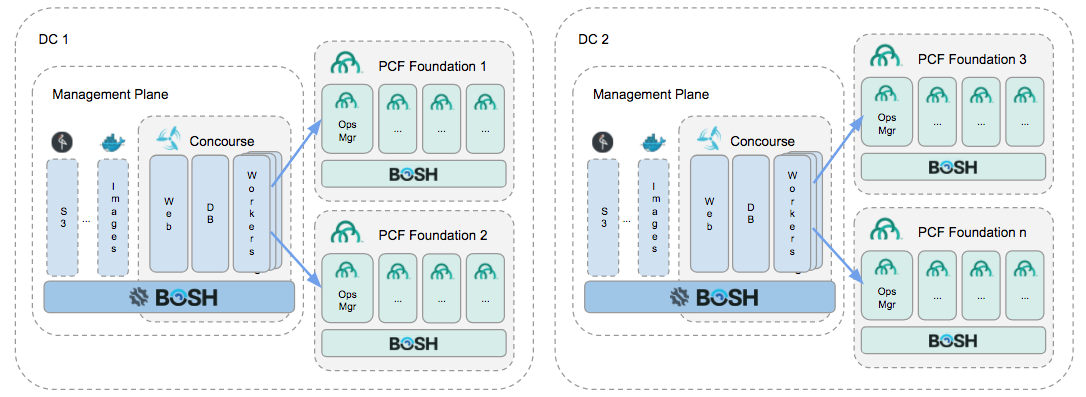 DC 1
Management Plane
S3
...
Images
Concourse
Web
DB
Workers
BOSH
PCF Foundation 1
Ops
Mgr
...
...
...
BOSH
PCF Foundation 2
Ops
Mgr
...
...
...
BOSH
DC 2
Management Plane
S3
...
Images
Concourse
Web
DB
Workers
BOSH
PCF Foundation 3
Ops
Mgr
...
...
...
BOSH
PCF Foundation n
Ops
Mgr
...
...
...
BOSH